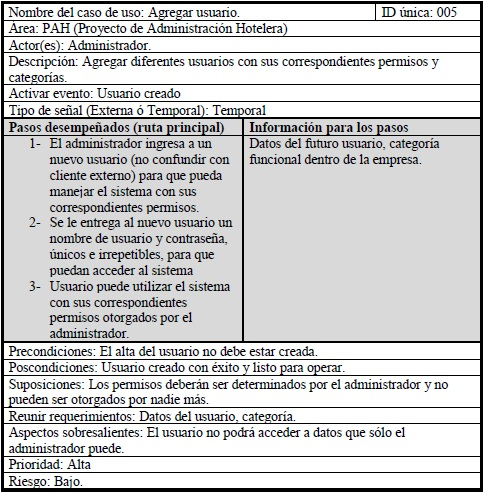 Nombre del caso de uso: Agregar usuario. ID única: 005
Area: PAH (Proyecto de Administración Hotelera)
Actor(es): Administrador.
Descripción: Agregar diferentes usuarios con sus correspondientes permisos y
categorías.
Activar evento: Usuario creado
Tipo de señal (Externa ó Temporal): Temporal
Pasos desempeñados (ruta principal)
1- El administrador ingresa a un
nuevo usuario (no confundir con
cliente externo) para que pueda
manejar el sistema con sus
correspondientes permisos.
2- Se le entrega al nuevo usuario un
nombre de usuario y contraseña,
únicos e irrepetibles, para que
puedan acceder al sistema
3- Usuario puede utilizar el sistema
con sus correspondientes
permisos otorgados por el
administrador.
Información para los pasos
Datos del futuro usuario, categoría
funcional dentro de la empresa.
Precondiciones: El alta del usuario no debe estar creada.
Poscondiciones: Usuario creado con éxito y listo para operar.
Suposiciones: Los permisos deberán ser determinados por el administrador y no
pueden ser otorgados por nadie más.
Reunir requerimientos: Datos del usuario, categoría.
Aspectos sobresalientes: El usuario no podrá acceder a datos que sólo el
administrador puede.
Prioridad: Alta
Riesgo: Bajo.